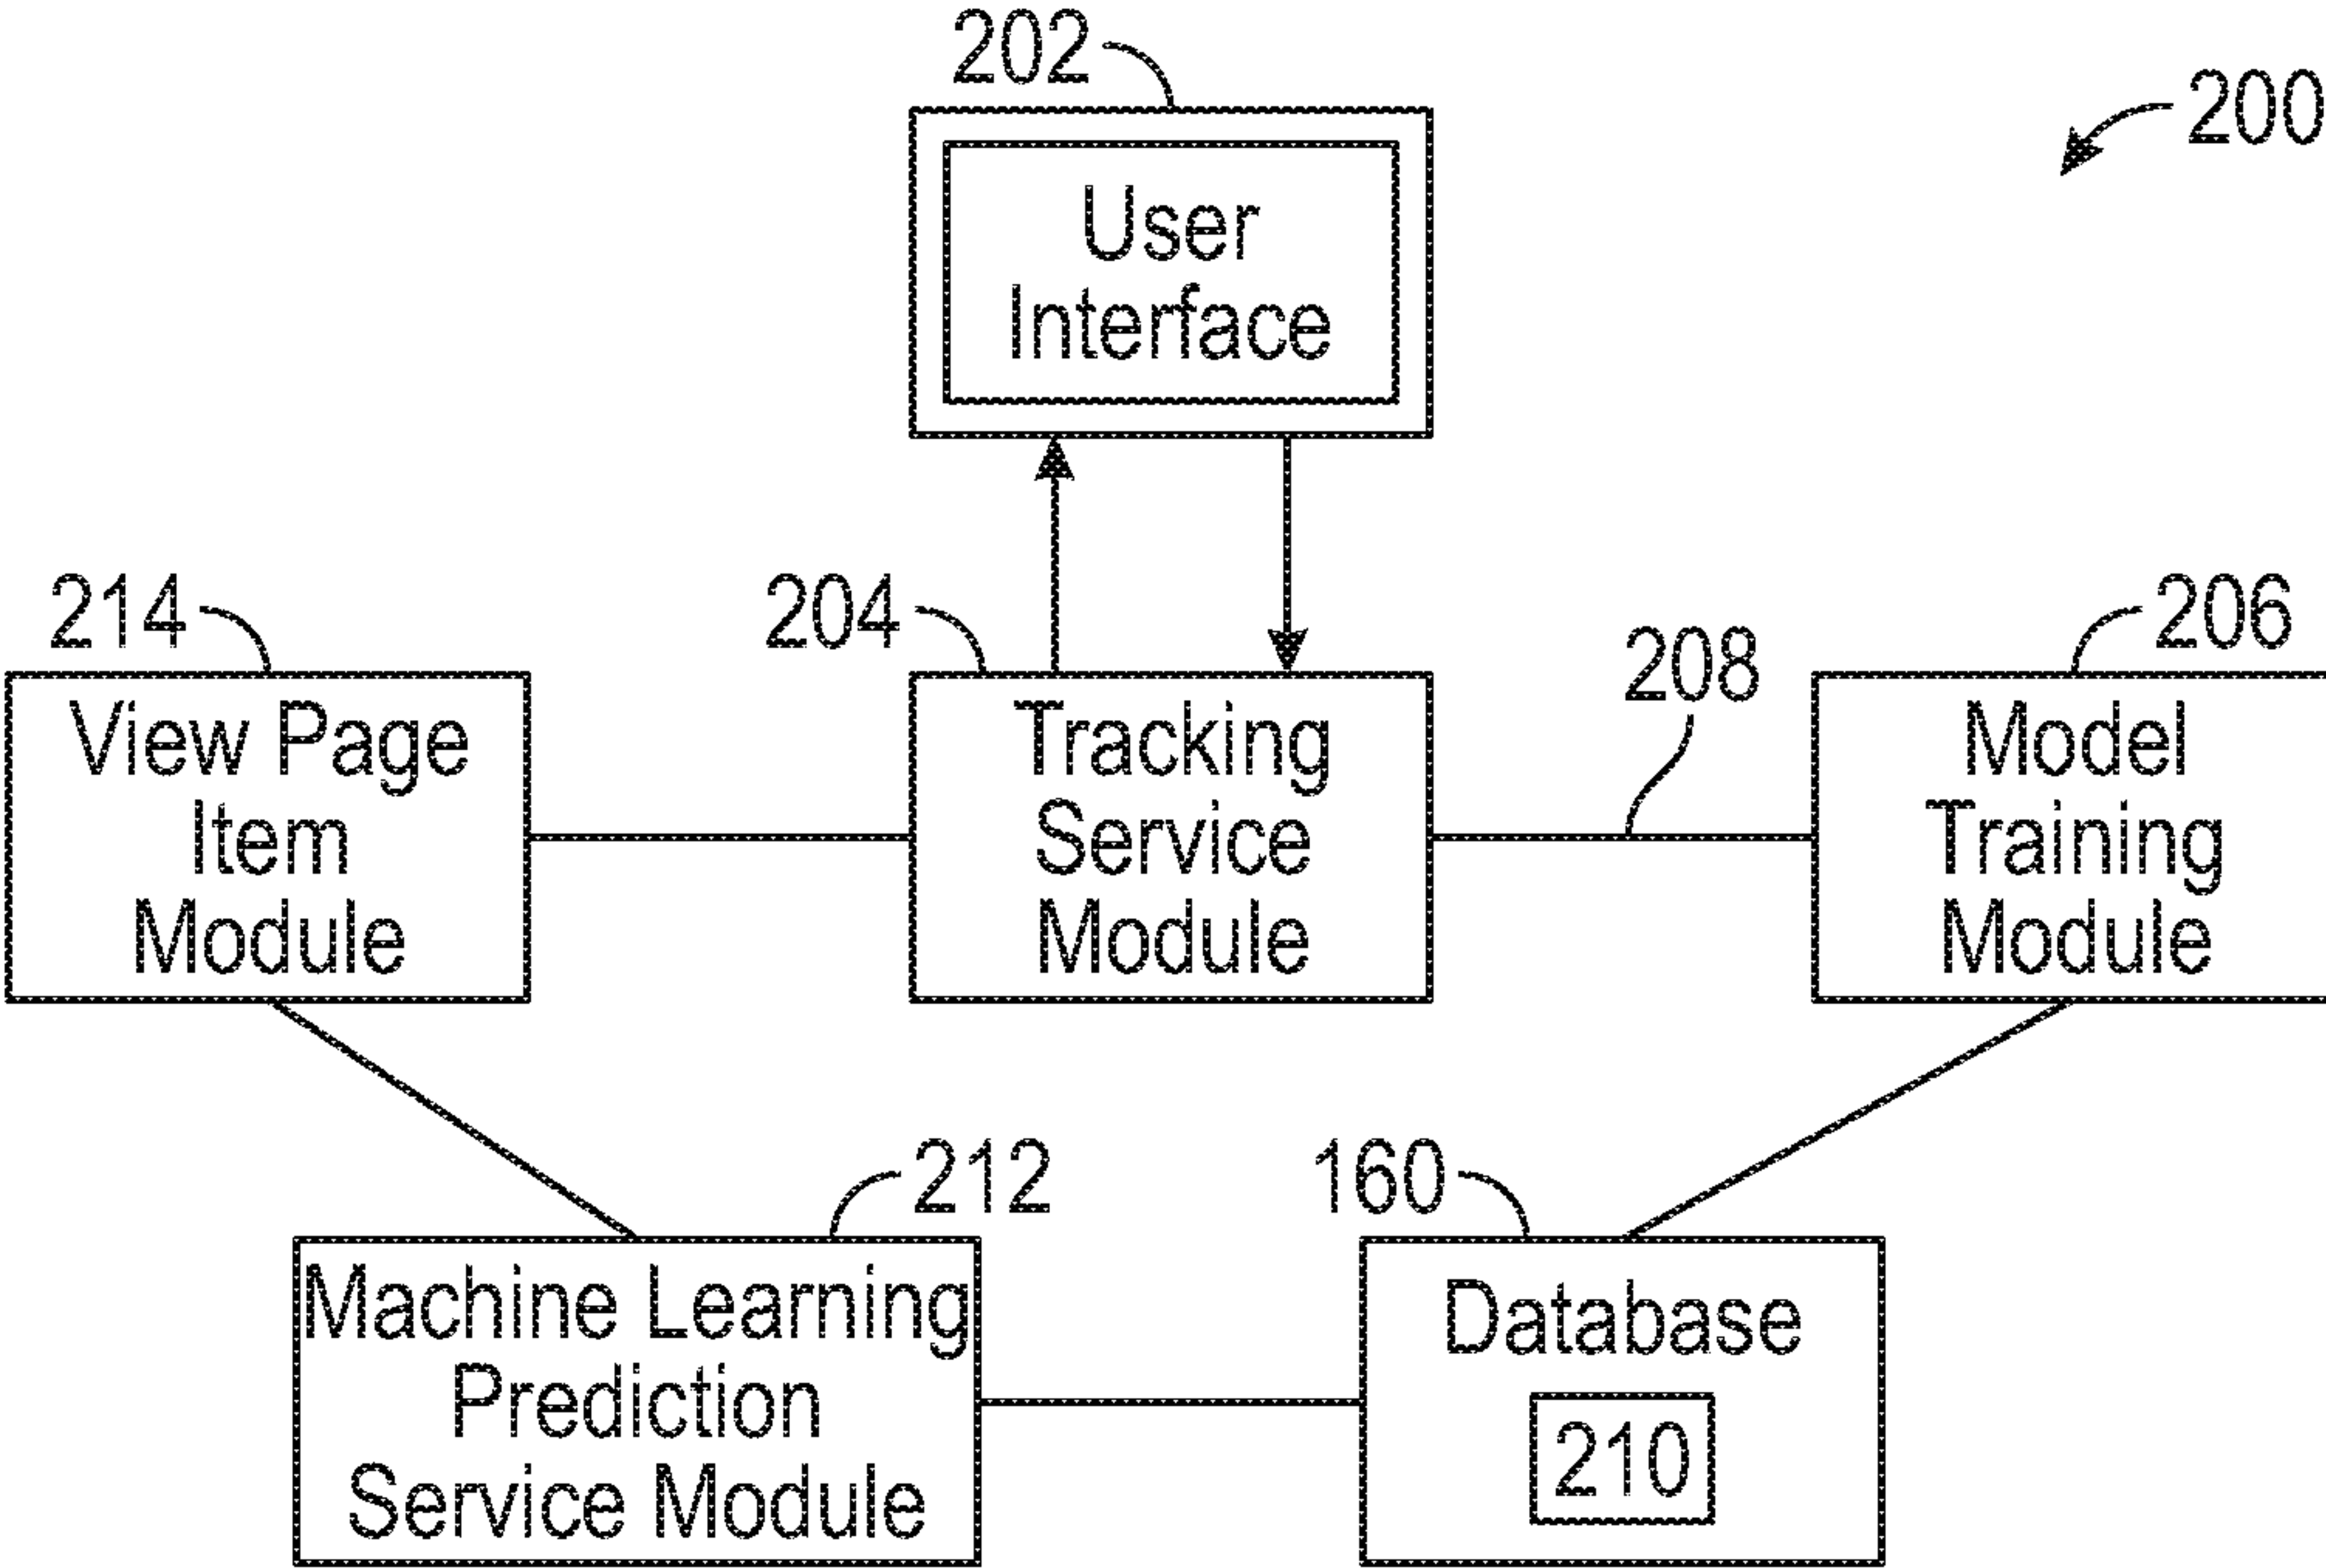 202
200
User
Interface
214
204
208
206
View Page
Item
Module
Tracking
Service
Module
Model
Training
Module
212
160
Machine Learning
Prediction
Service Module
Database
210